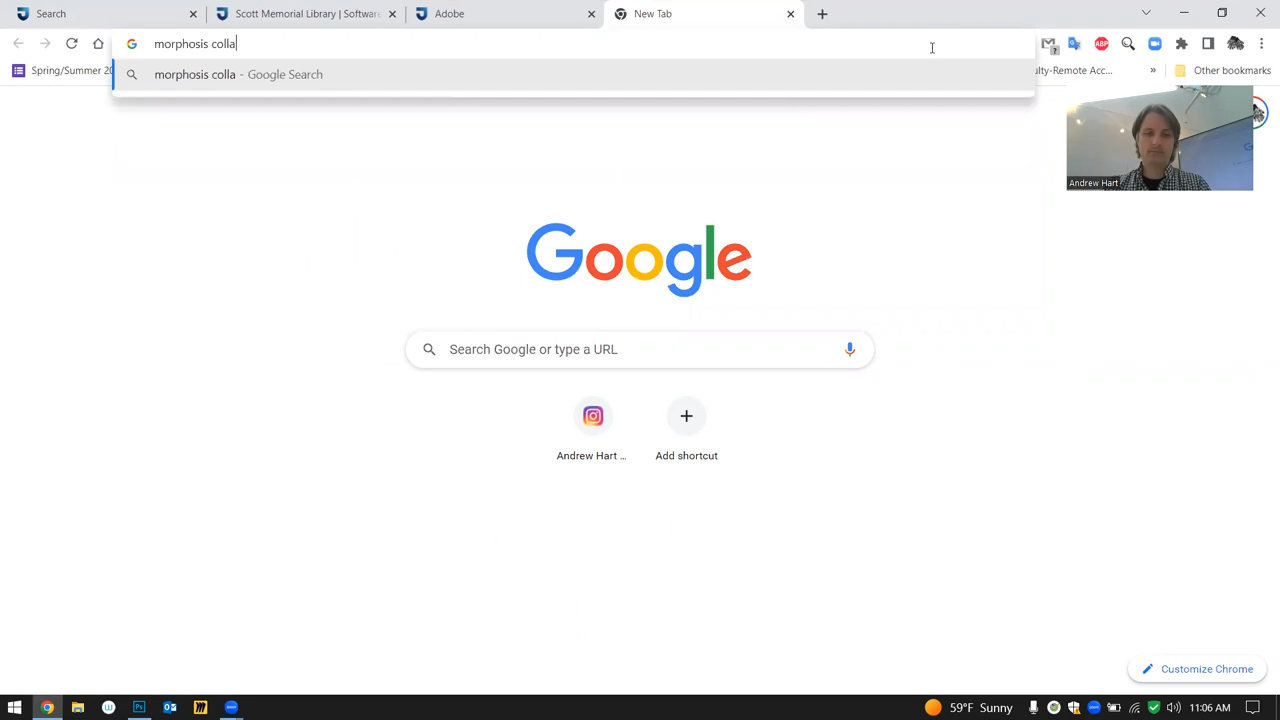 Search
Scott Memorial Library | Software
Adobe
New Tab
morphosis colla
Spring/Summer 20
morphosis colla - Google Search
ulty-Remote Acc...
»
Other bookmarks
ABP
Andrew Hart
Google
Search Google or type a URL
Andrew Hart ...
Add shortcut
Customize Chrome
59°F Sunny
11:06 AM